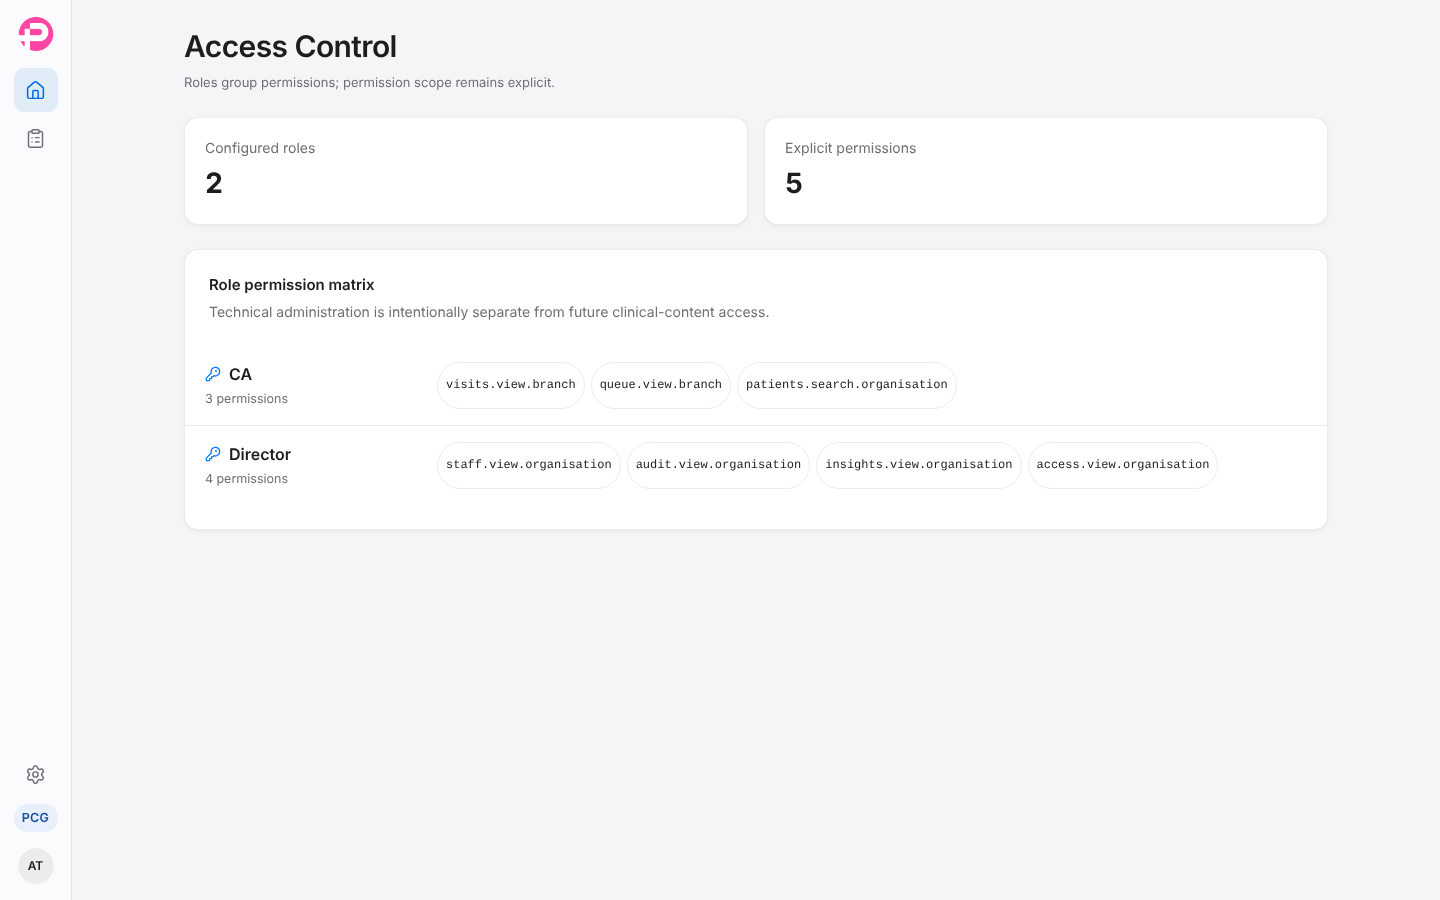 Access Control
Roles group permissions; permission scope remains explicit.
Configured roles
2
Explicit permissions
5
Role permission matrix
Technical administration is intentionally separate from future clinical-content access.
CA
3 permissions
visits.view.branch queue.view.branch patients.search.organisation
Director
4 permissions
staff.view.organisation audit.view.organisation insights.view.organisation access.view.organisation
PCG
AT